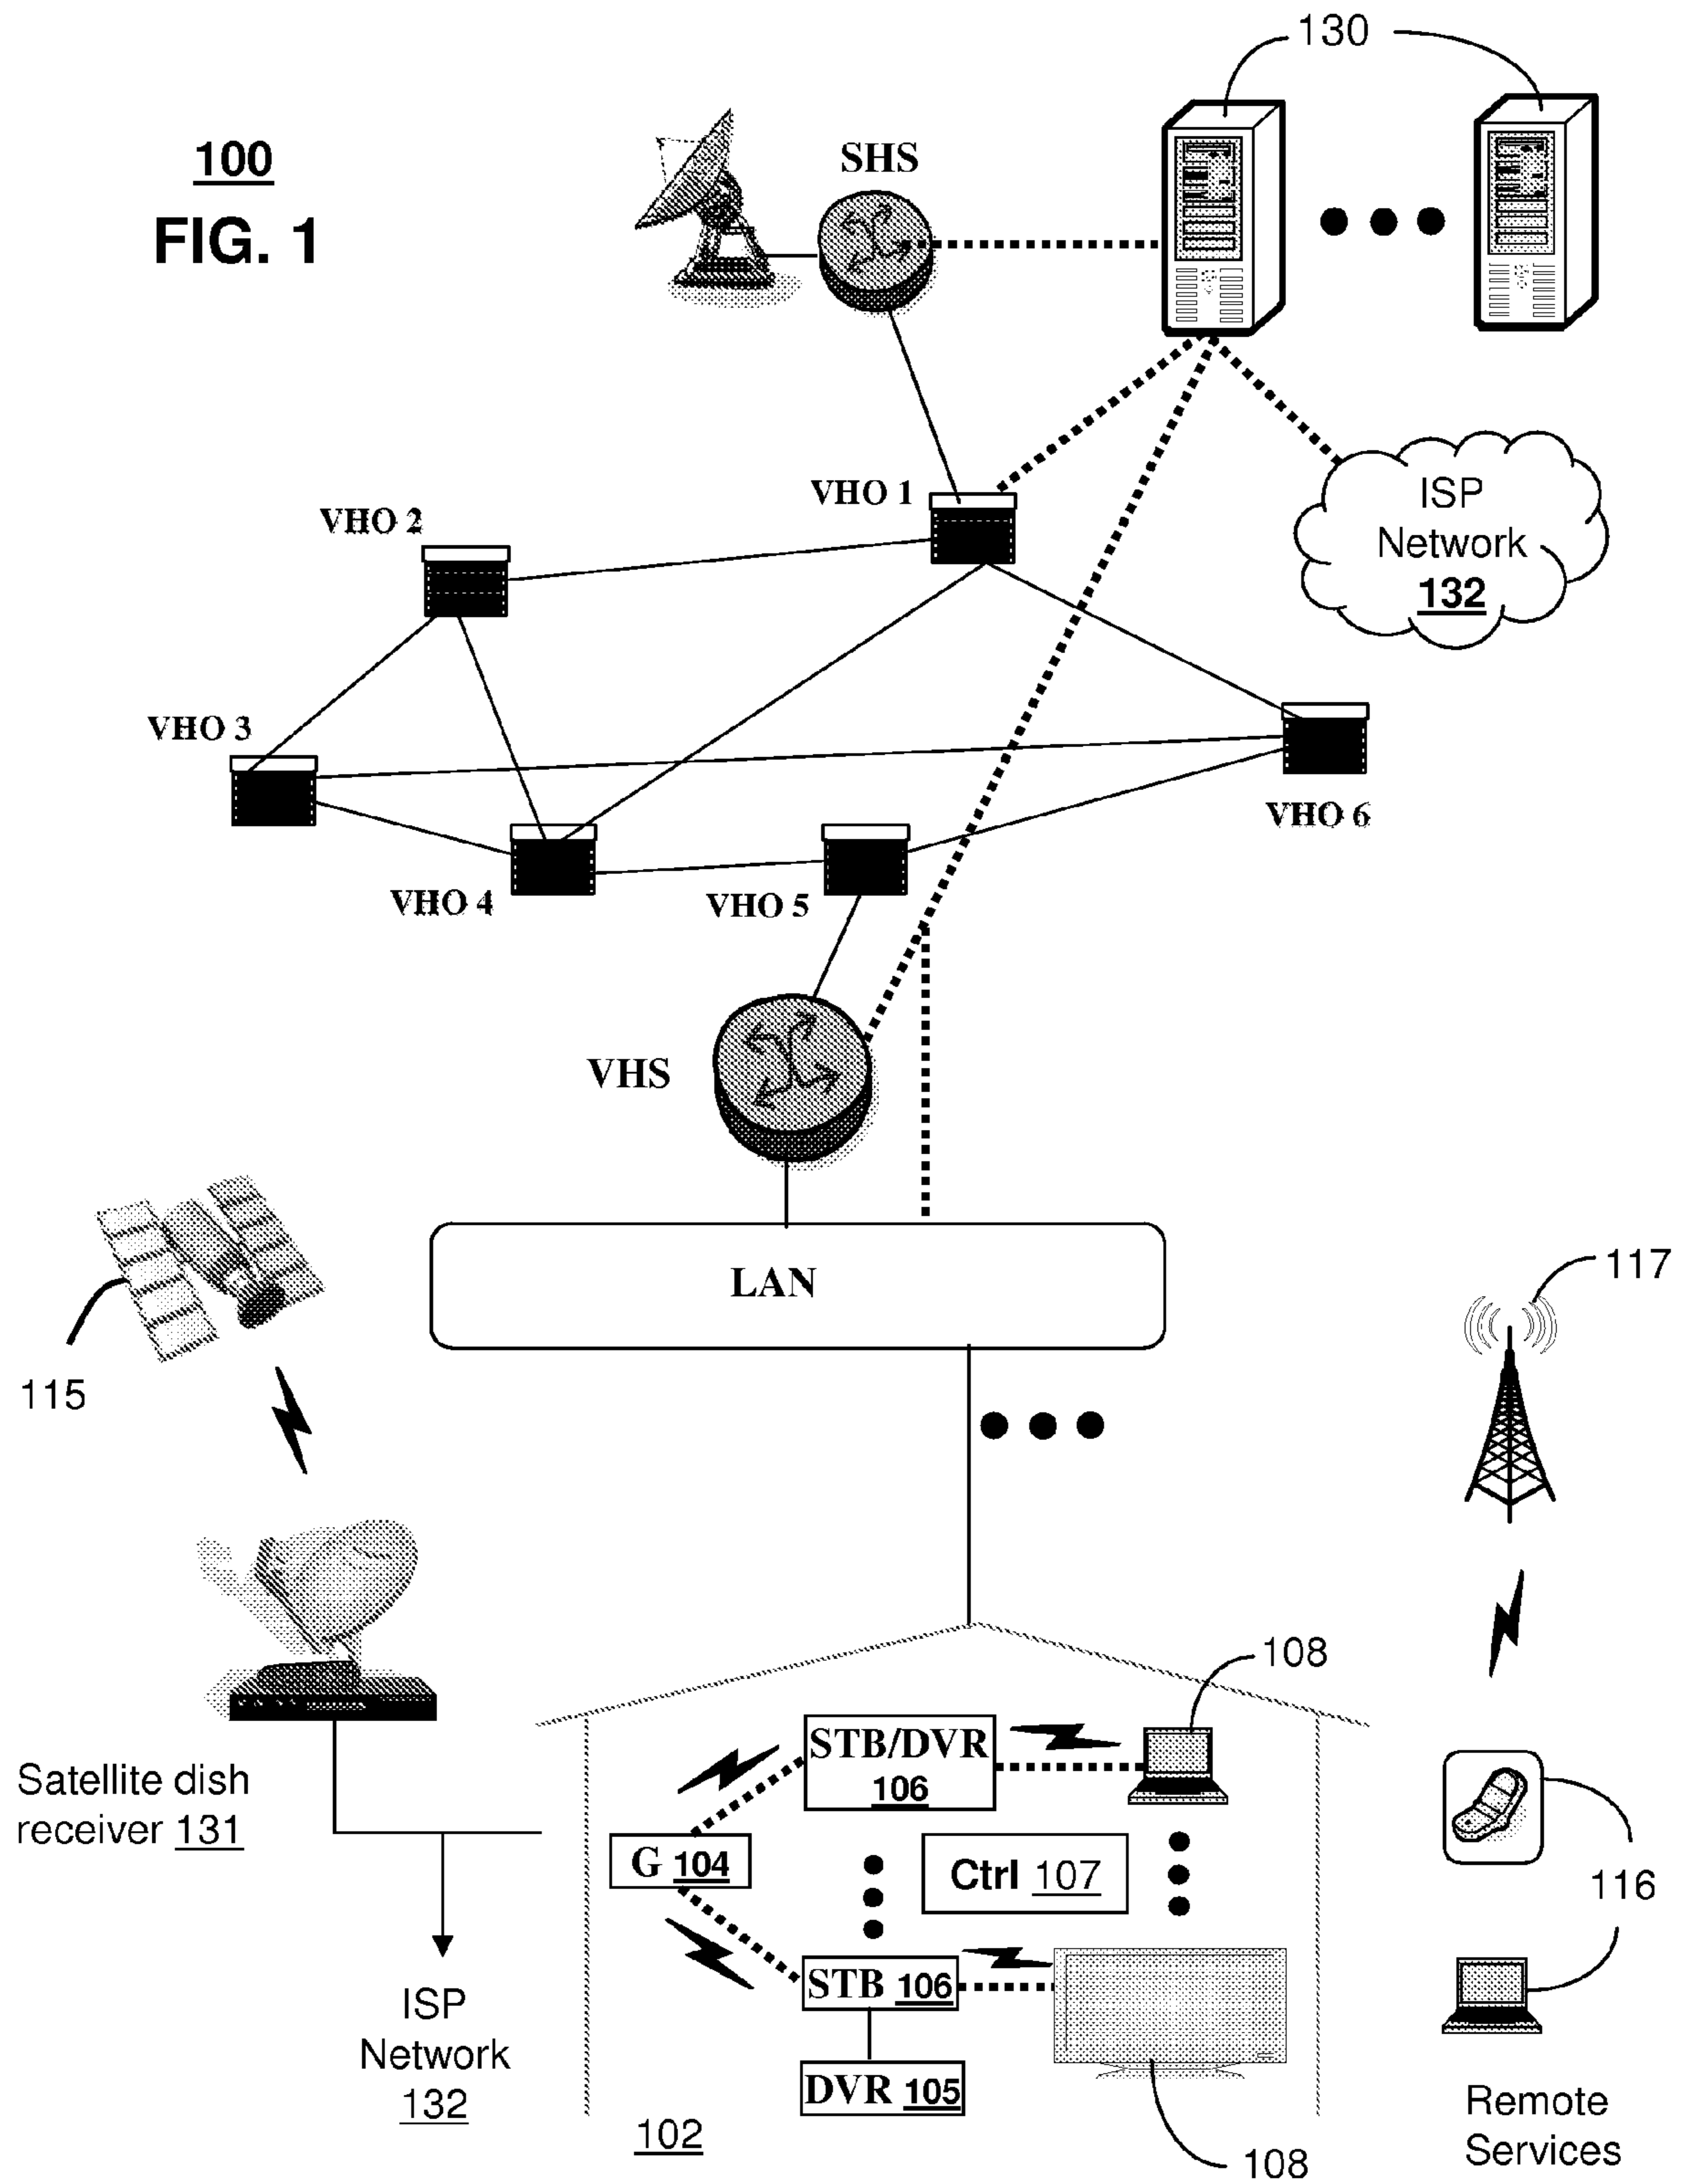 130
100
FIG. 1
SHS
VHO 1
ISP
Network
132
VHO 2
VHO 3
VHO 6
VHO 4
VHO 5
VHS
LAN
117
115
108
STB/DVR
106
Satellite dish
receiver 131
G 104
Ctrl 107
116
STB 106
ISP
Network
132
DVR 105
102
108
Remote
Services